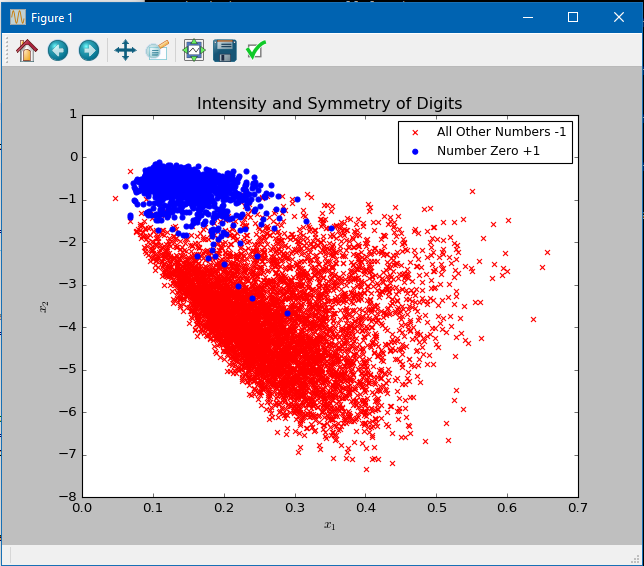 Figure 1
Intensity and Symmetry of Digits
All Other Numbers -1
Number Zero +1
1
0
−1
−2
−3
−4
−5
−6
−7
−8
x₂
0.0 0.1 0.2 0.3 0.4 0.5 0.6 0.7
x₁